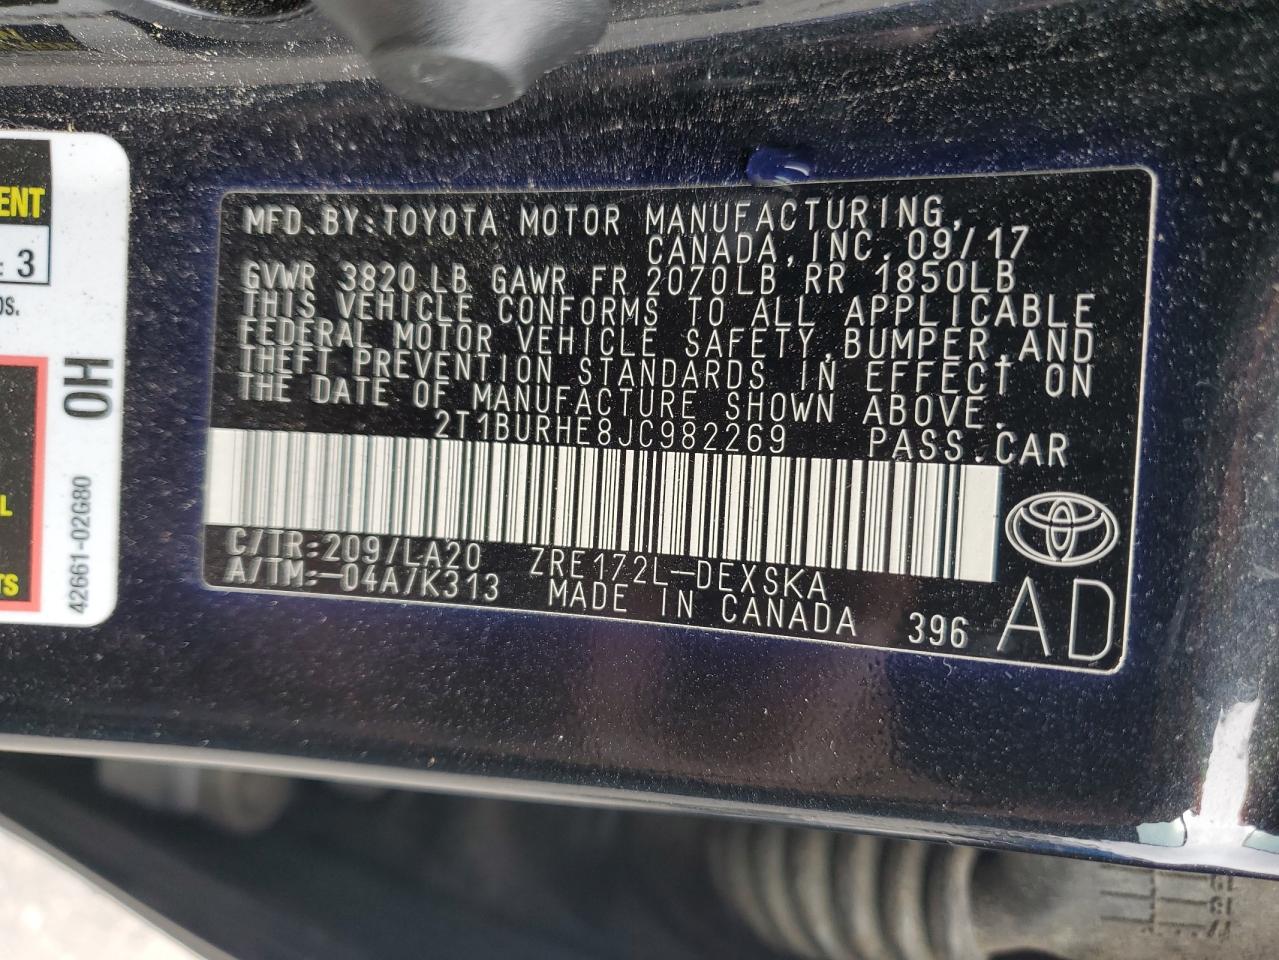 ENT
: 3
OS.
OH
42661-02G80
L
TS
MFD.BY:TOYOTA MOTOR MANUFACTURING,
CANADA,INC.09/17
GVWR 3820LB GAWR FR 2070LB RR 1850LB
THIS VEHICLE CONFORMS TO ALL APPLICABLE
FEDERAL MOTOR VEHICLE SAFETY,BUMPER,AND
THEFT PREVENTION STANDARDS IN EFFECT ON
THE DATE OF MANUFACTURE SHOWN ABOVE.
2T1BURHE8JC982269 PASS.CAR
C/TR:209/LA20 ZRE172L-DEXSKA
A/TM:-04A/K313 MADE IN CANADA 396 AD